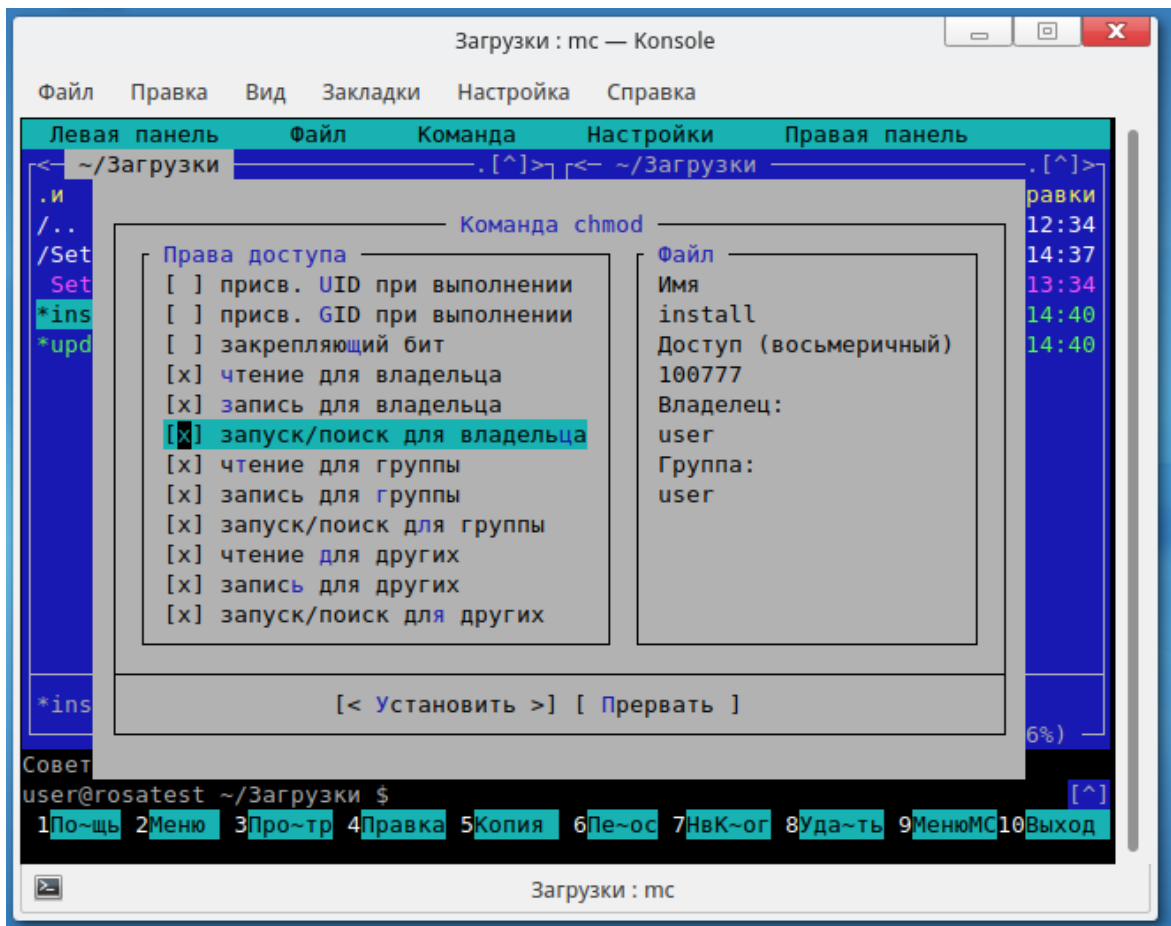 Загрузки : mc — Konsole
Файл Правка Вид Закладки Настройка Справка
Левая панель Файл Команда Настройки Правая панель
<─ ~/Загрузки .[^]> <─ ~/Загрузки .[^]>
.и равки
/.. Команда chmod 12:34
/Set Права доступа Файл 14:37
Set [ ] присв. UID при выполнении Имя 13:34
*ins [ ] присв. GID при выполнении install 14:40
*upd [ ] закрепляющий бит Доступ (восьмеричный) 14:40
[x] чтение для владельца 100777
[x] запись для владельца Владелец:
[x] запуск/поиск для владельца user
[x] чтение для группы Группа:
[x] запись для группы user
[x] запуск/поиск для группы
[x] чтение для других
[x] запись для других
[x] запуск/поиск для других
*ins [< Установить >] [ Прервать ]
6%)
Совет
user@rosatest ~/Загрузки $ [^]
1По~щь 2Меню 3Про~тр 4Правка 5Копия 6Пе~ос 7НвК~ог 8Уда~ть 9МенюMC10Выход
Загрузки : mc